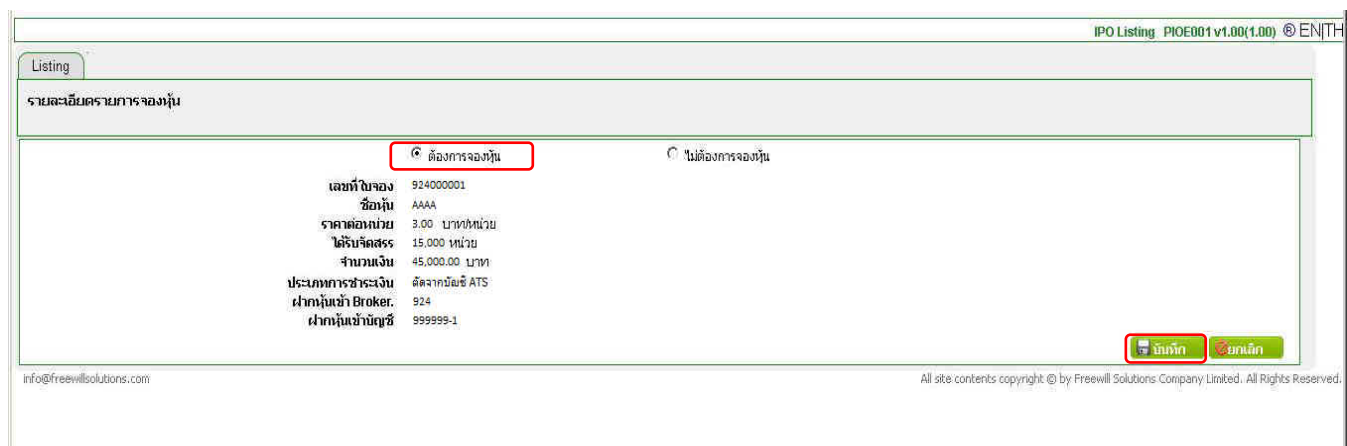 IPO Listing PIOE001 v1.00(1.00) ® EN|TH
Listing
รายละเอียดรายการจองหุ้น
ต้องการจองหุ้น ไม่ต้องการจองหุ้น
เลขที่ใบจอง 924000001
ชื่อหุ้น AAAA
ราคาต่อหน่วย 3.00 บาท/หน่วย
ได้รับจัดสรร 15,000 หน่วย
จำนวนเงิน 45,000.00 บาท
ประเภทการชำระเงิน ตัดจากบัญชี ATS
ฝากหุ้นเข้า Broker. 924
ฝากหุ้นเข้าบัญชี 999999-1
บันทึก ยกเลิก
info@freewillsolutions.com All site contents copyright © by Freewill Solutions Company Limited. All Rights Reserved.